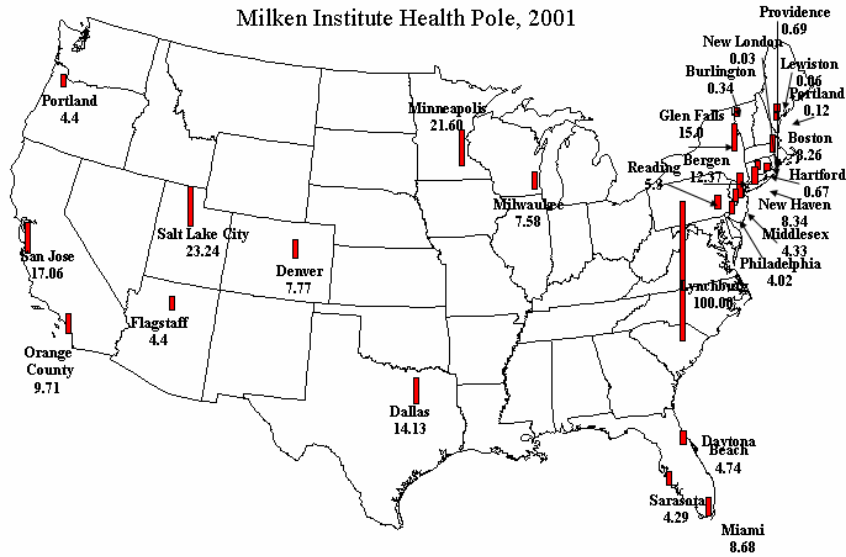 Milken Institute Health Pole, 2001
Providence
0.69
New London
0.03
Lewiston
0.06
Burlington
0.34
Portland
0.12
Portland
4.4
Minneapolis
21.60
Glen Falls
15.0
Boston
8.26
Bergen
12.37
Reading
5.3
Hartford
0.67
Milwaukee
7.58
New Haven
8.34
Salt Lake City
23.24
Middlesex
4.33
San Jose
17.06
Denver
7.77
Philadelphia
4.02
Lynchburg
100.00
Flagstaff
4.4
Orange
County
9.71
Dallas
14.13
Daytona
Beach
4.74
Sarasota
4.29
Miami
8.68